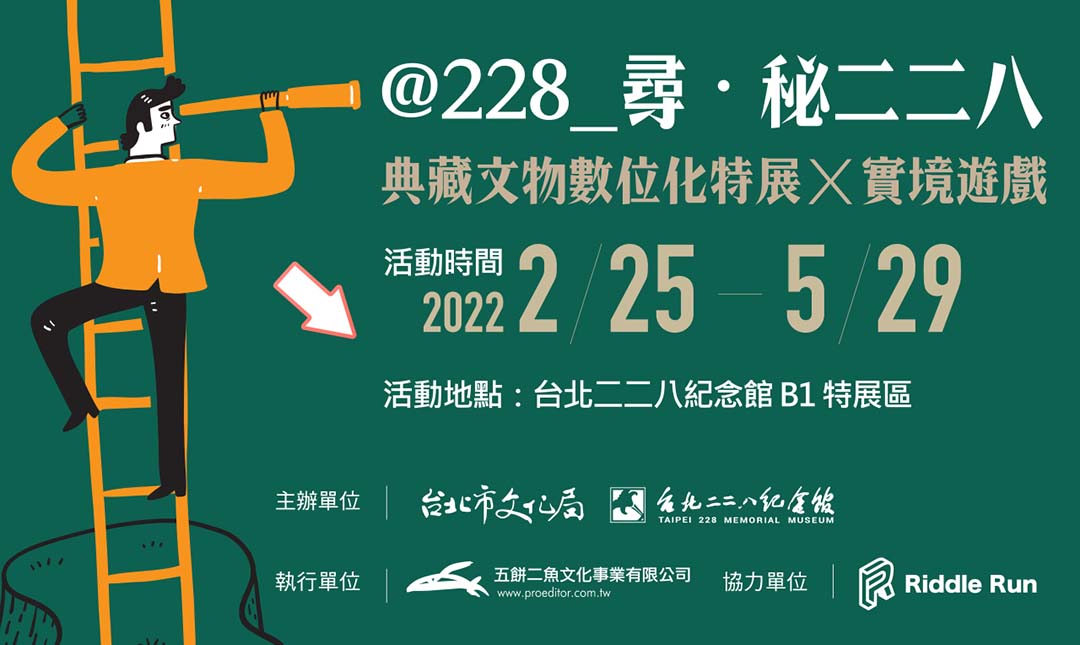 @228_尋・秘二二八
典藏文物數位化特展╳實境遊戲
活動時間
2022 2/25—5/29
活動地點：台北二二八紀念館 B1 特展區
主辦單位 台北市文化局 台北二二八紀念館
TAIPEI 228 MEMORIAL MUSEUM
執行單位 五餅二魚文化事業有限公司 協力單位 Riddle Run
www.proeditor.com.tw